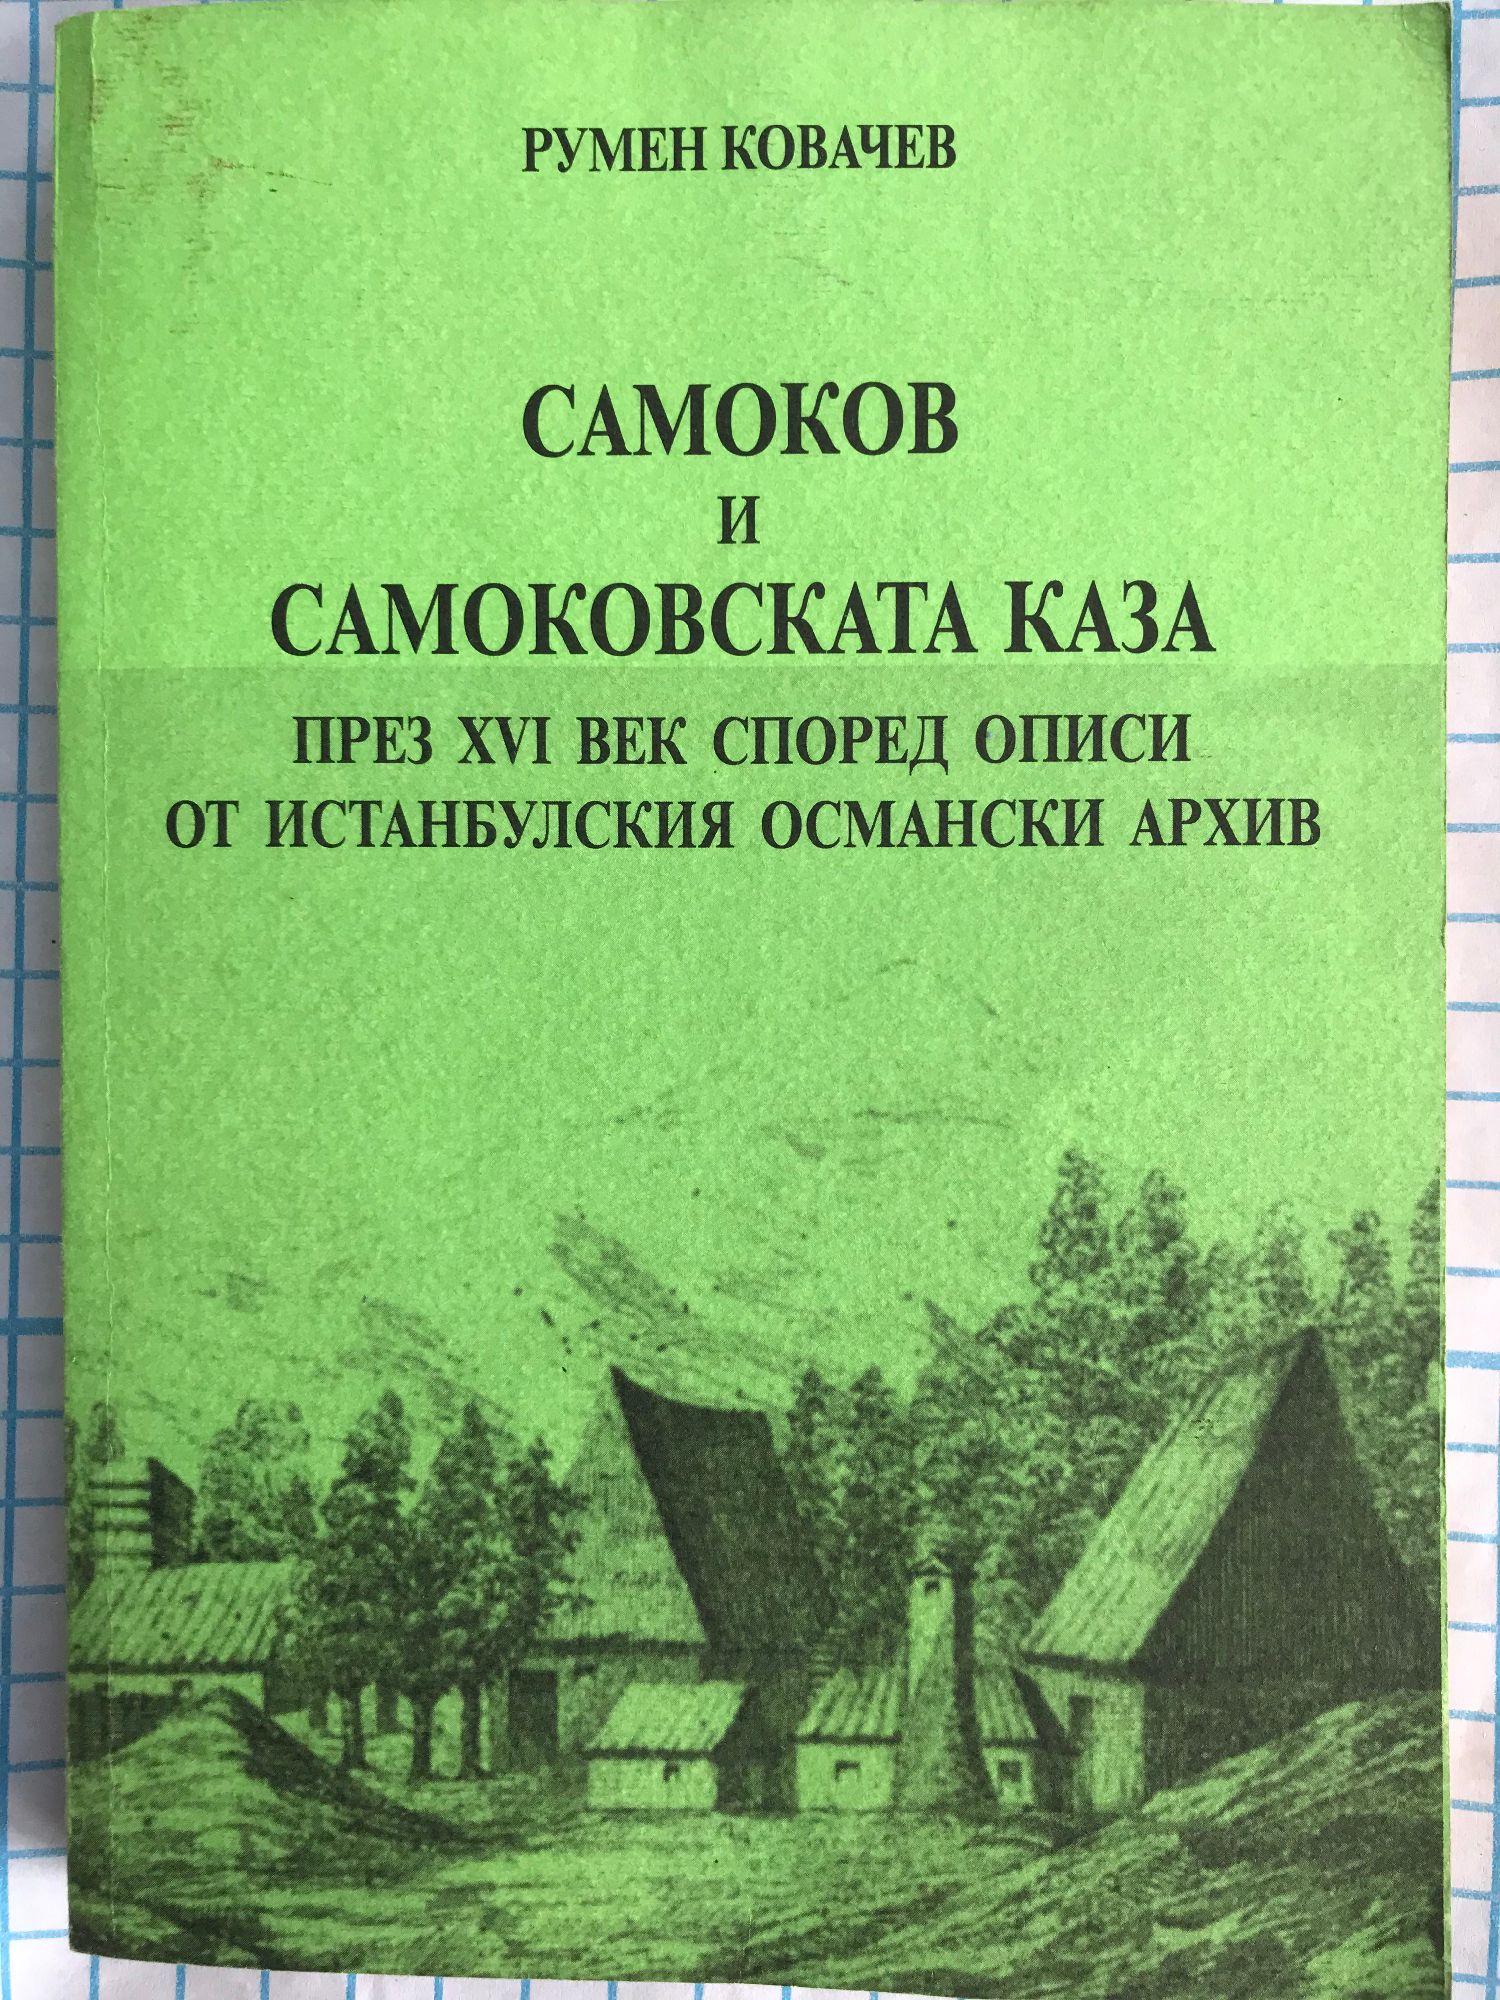 РУМЕН КОВАЧЕВ
САМОКОВ
И
САМОКОВСКАТА КАЗА
ПРЕЗ XVI ВЕК СПОРЕД ОПИСИ
ОТ ИСТАНБУЛСКИЯ ОСМАНСКИ АРХИВ